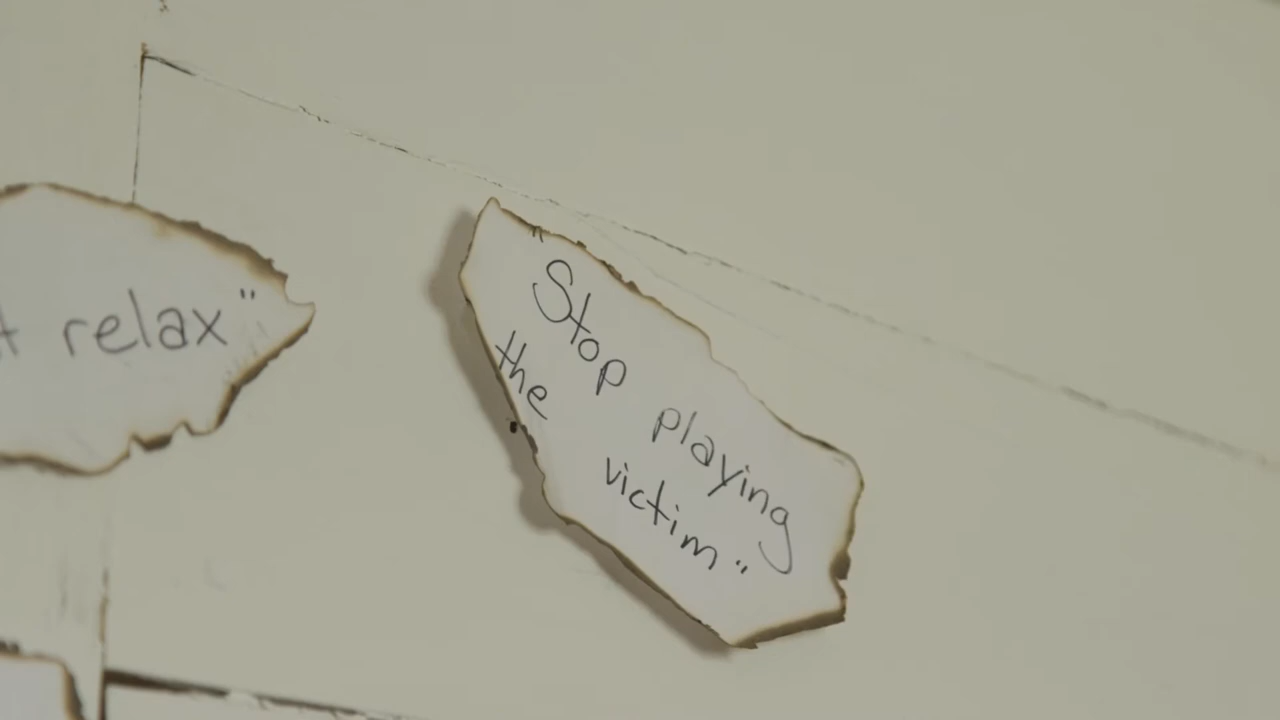 relax"
"Stop playing
the victim"